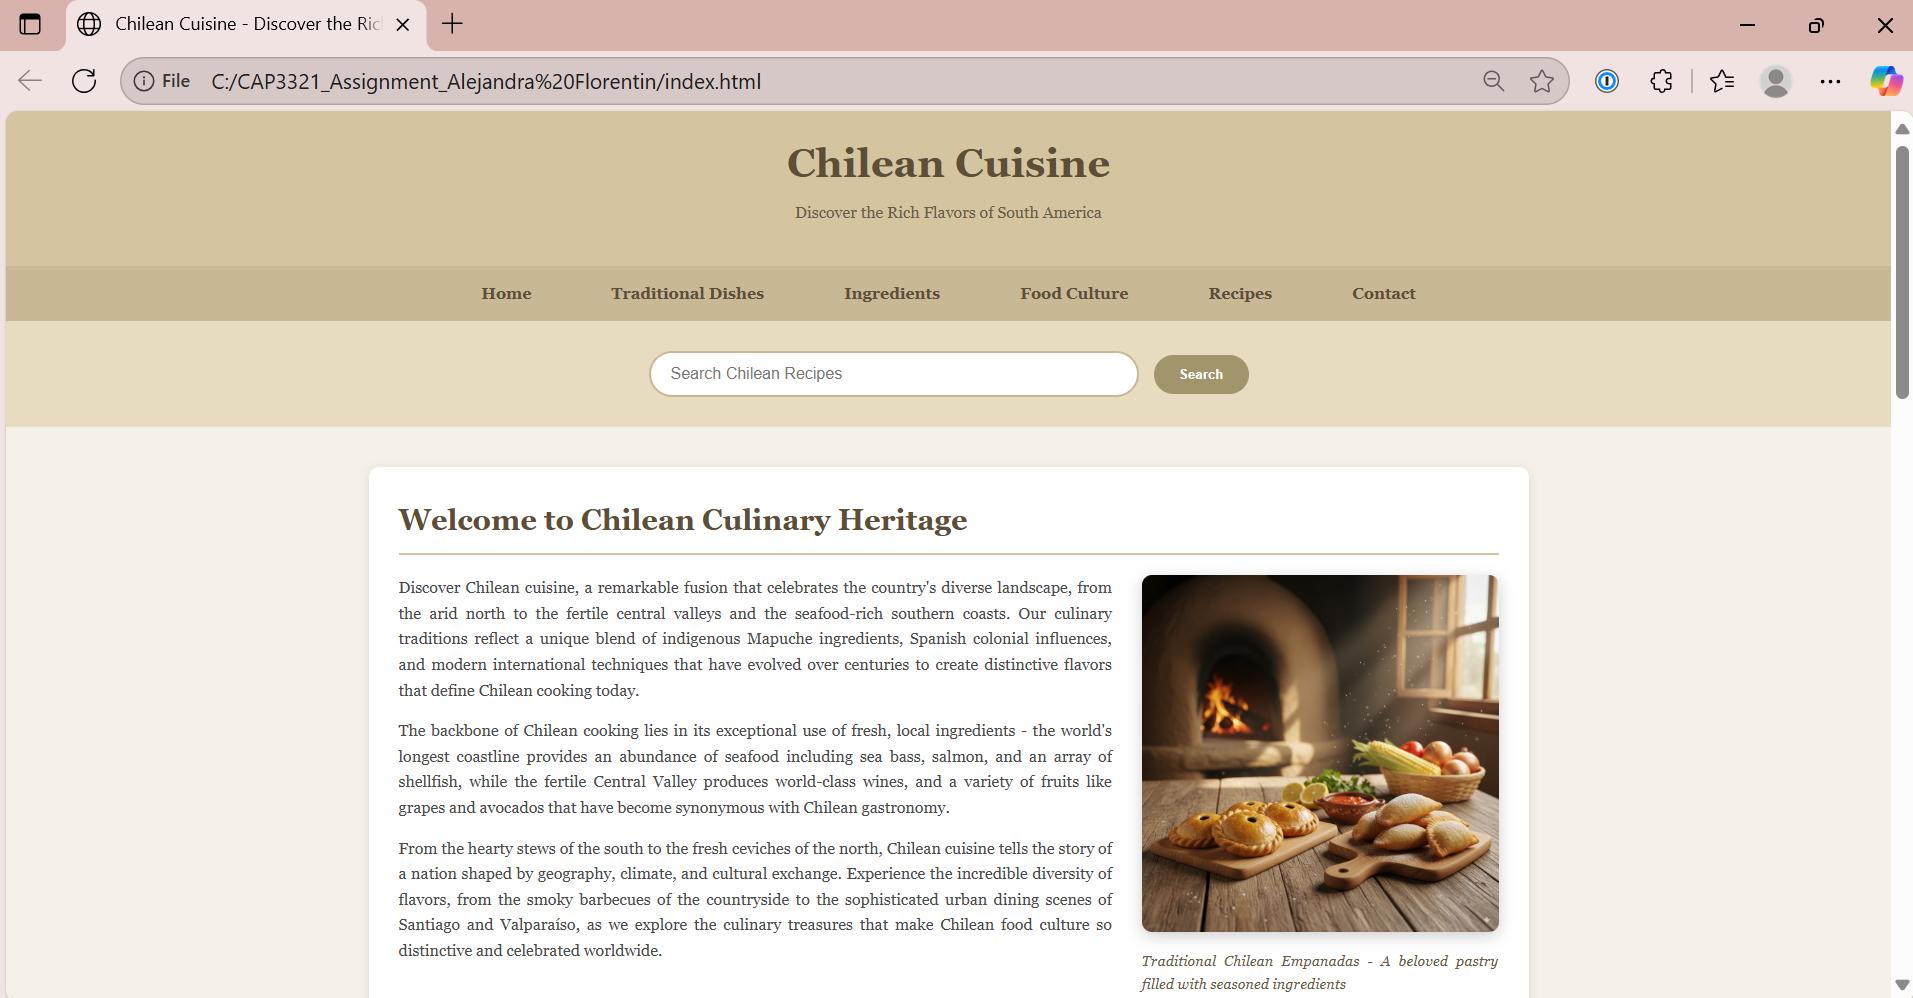 Chilean Cuisine - Discover the Ric
File C:/CAP3321_Assignment_Alejandra%20Florentin/index.html
Chilean Cuisine
Discover the Rich Flavors of South America
Home Traditional Dishes Ingredients Food Culture Recipes Contact
Search Chilean Recipes Search
Welcome to Chilean Culinary Heritage
Discover Chilean cuisine, a remarkable fusion that celebrates the country's diverse landscape, from
the arid north to the fertile central valleys and the seafood-rich southern coasts. Our culinary
traditions reflect a unique blend of indigenous Mapuche ingredients, Spanish colonial influences,
and modern international techniques that have evolved over centuries to create distinctive flavors
that define Chilean cooking today.
The backbone of Chilean cooking lies in its exceptional use of fresh, local ingredients - the world's
longest coastline provides an abundance of seafood including sea bass, salmon, and an array of
shellfish, while the fertile Central Valley produces world-class wines, and a variety of fruits like
grapes and avocados that have become synonymous with Chilean gastronomy.
From the hearty stews of the south to the fresh ceviches of the north, Chilean cuisine tells the story of
a nation shaped by geography, climate, and cultural exchange. Experience the incredible diversity of
flavors, from the smoky barbecues of the countryside to the sophisticated urban dining scenes of
Santiago and Valparaíso, as we explore the culinary treasures that make Chilean food culture so
distinctive and celebrated worldwide.
Traditional Chilean Empanadas - A beloved pastry
filled with seasoned ingredients